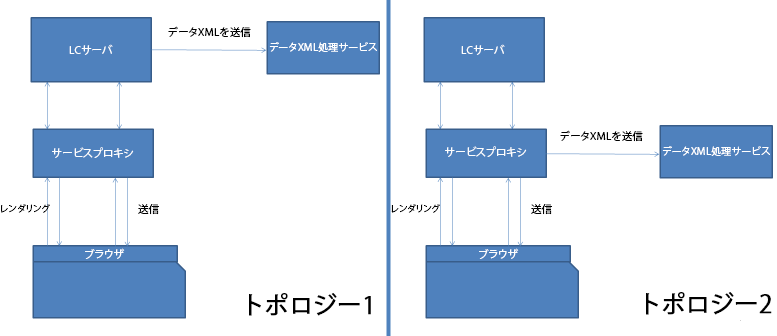 LCサーバ
データXMLを送信
データXML処理サービス
サービスプロキシ
レンダリング
送信
ブラウザ
トポロジー1
LCサーバ
サービスプロキシ
データXMLを送信
データXML処理サービス
レンダリング
送信
ブラウザ
トポロジー2